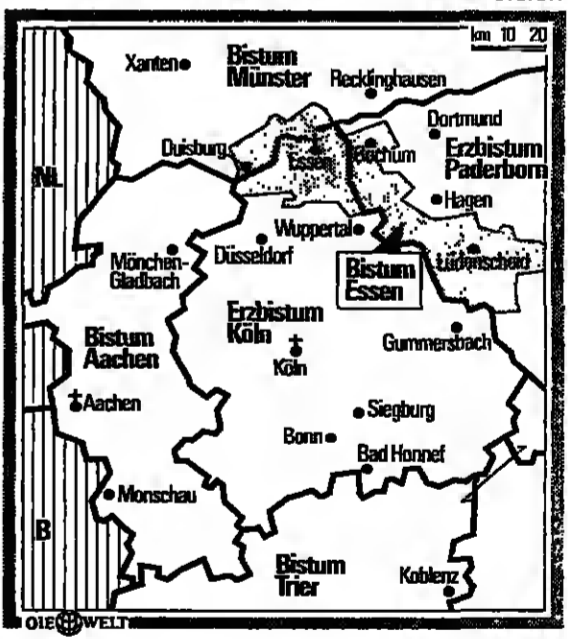 km 10 20
Bistum
Münster
Xanten
Recklinghausen
Dortmund
Duisburg
Essen
Bochum
Erzbistum
Paderborn
NL
Hagen
Wuppertal
Mönchen-
Gladbach
Düsseldorf
Lüdenscheid
Bistum
Essen
Erzbistum
Köln
Bistum
Aachen
Gummersbach
Köln
Aachen
Siegburg
Bonn
Bad Honnef
Monschau
B
Bistum
Trier
Koblenz
DIE WELT